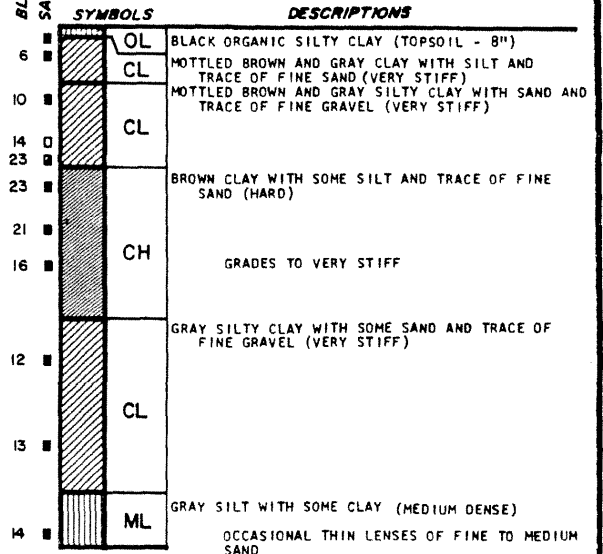 BL SA SYMBOLS DESCRIPTIONS
OL BLACK ORGANIC SILTY CLAY (TOPSOIL - 8")
6 CL MOTTLED BROWN AND GRAY CLAY WITH SILT AND
TRACE OF FINE SAND (VERY STIFF)
10 MOTTLED BROWN AND GRAY SILTY CLAY WITH SAND AND
TRACE OF FINE GRAVEL (VERY STIFF)
CL
14
23
23 BROWN CLAY WITH SOME SILT AND TRACE OF FINE
SAND (HARD)
21
CH
16 GRADES TO VERY STIFF
GRAY SILTY CLAY WITH SOME SAND AND TRACE OF
FINE GRAVEL (VERY STIFF)
12
CL
13
GRAY SILT WITH SOME CLAY (MEDIUM DENSE)
ML
14 OCCASIONAL THIN LENSES OF FINE TO MEDIUM
SAND